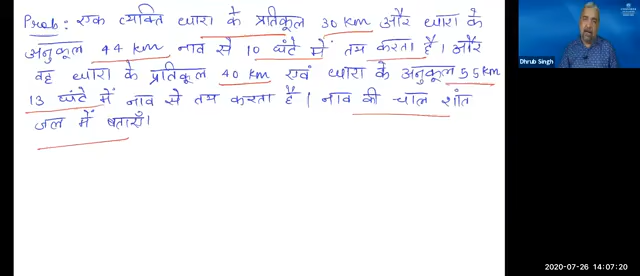 Prob: एक व्यक्ति धारा के प्रतिकूल 30 km और धारा के
अनुकूल 44 km नाव से 10 घंटे में तय करता है। और
वह धारा के प्रतिकूल 40 km एवं धारा के अनुकूल 55 km
13 घंटे में नाव से तय करता है। नाव की चाल शांत
जल में बताएँ।
Dhrub Singh
2020-07-26 14:07:20